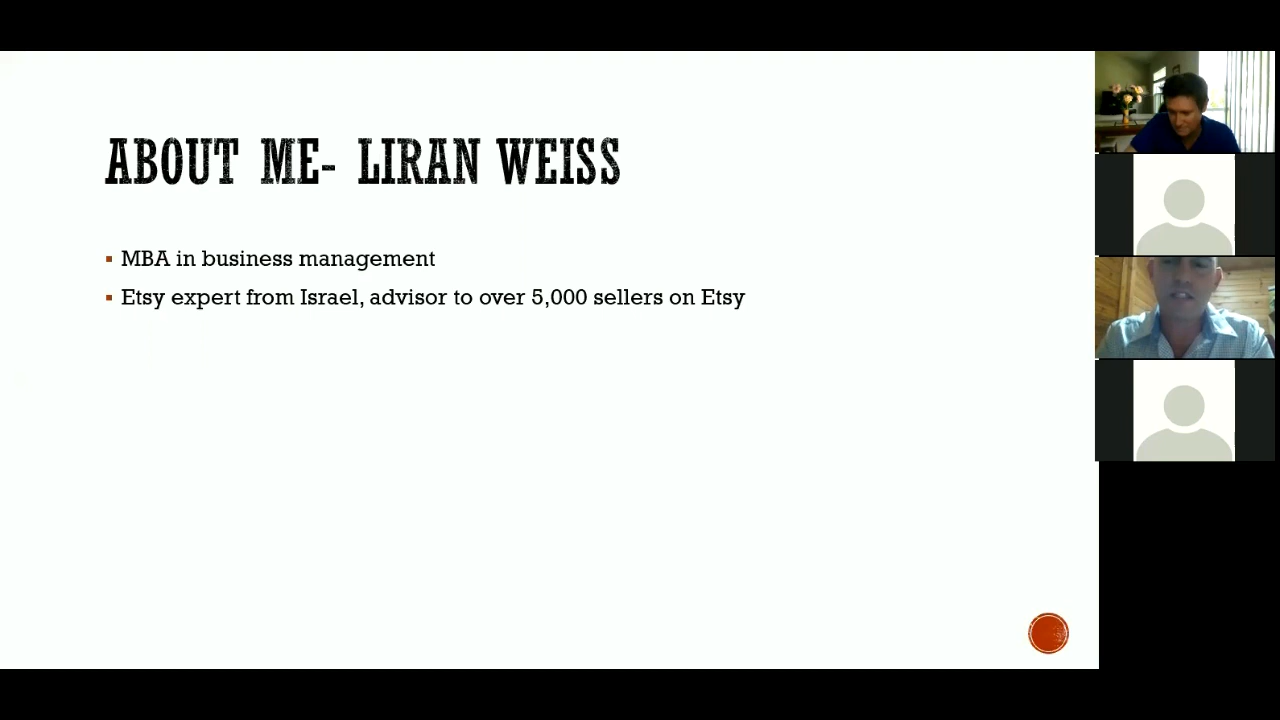 ABOUT ME- LIRAN WEISS
MBA in business management
Etsy expert from Israel, advisor to over 5,000 sellers on Etsy